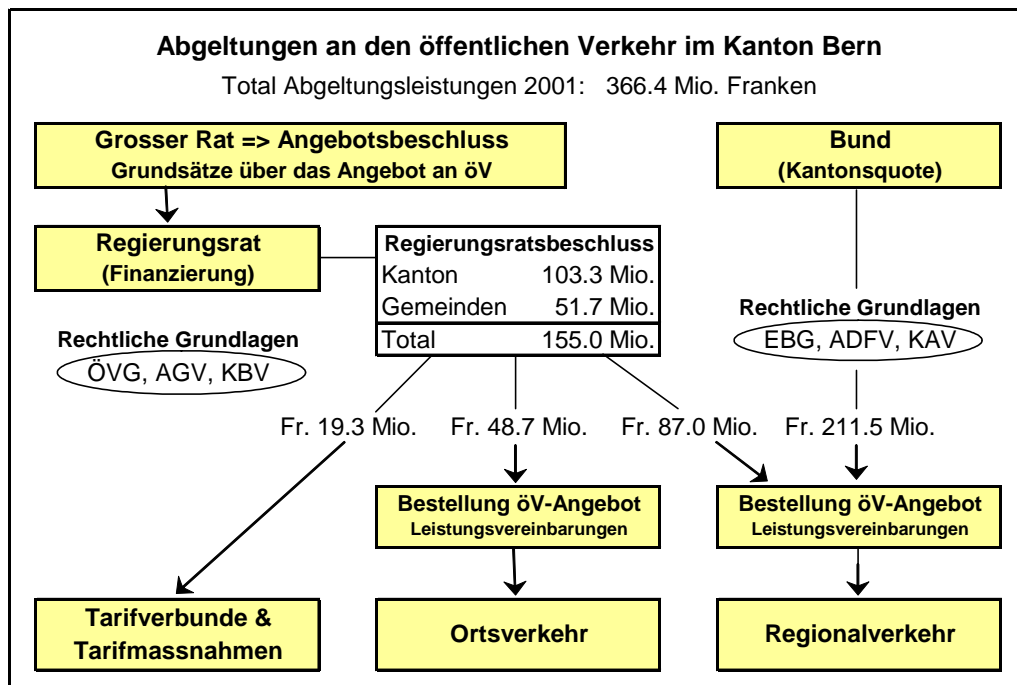 Abgeltungen an den öffentlichen Verkehr im Kanton Bern
Total Abgeltungsleistungen 2001: 366.4 Mio. Franken
Grosser Rat => Angebotsbeschluss
Grundsätze über das Angebot an öV
Bund
(Kantonsquote)
Regierungsrat
(Finanzierung)
Regierungsratsbeschluss
Kanton 103.3 Mio.
Gemeinden 51.7 Mio.
Total 155.0 Mio.
Rechtliche Grundlagen
ÖVG, AGV, KBV
Rechtliche Grundlagen
EBG, ADFV, KAV
Fr. 19.3 Mio. Fr. 48.7 Mio. Fr. 87.0 Mio. Fr. 211.5 Mio.
Bestellung öV-Angebot
Leistungsvereinbarungen
Bestellung öV-Angebot
Leistungsvereinbarungen
Tarifverbunde &
Tarifmassnahmen
Ortsverkehr
Regionalverkehr